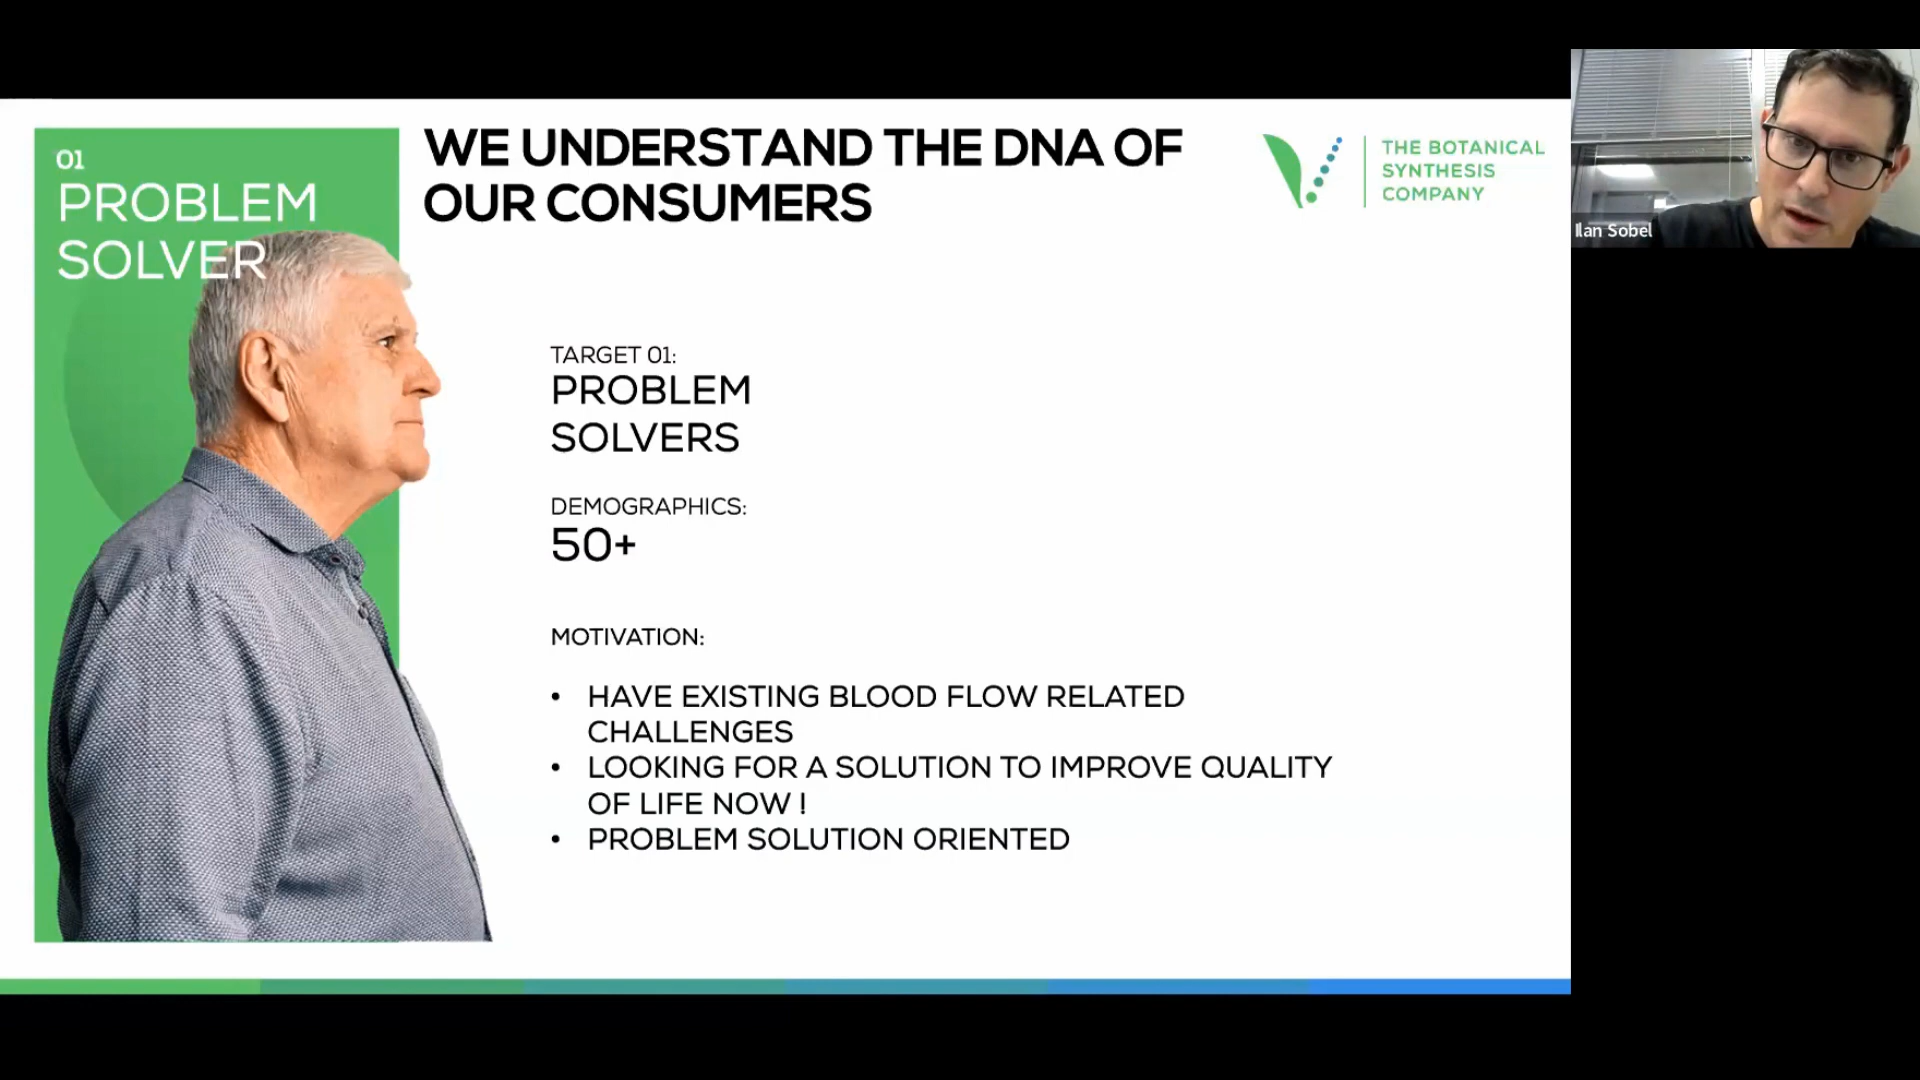 01
PROBLEM
SOLVER
WE UNDERSTAND THE DNA OF
OUR CONSUMERS
THE BOTANICAL
SYNTHESIS
COMPANY
Ilan Sobel
TARGET 01:
PROBLEM
SOLVERS
DEMOGRAPHICS:
50+
MOTIVATION:
• HAVE EXISTING BLOOD FLOW RELATED
CHALLENGES
• LOOKING FOR A SOLUTION TO IMPROVE QUALITY
OF LIFE NOW !
• PROBLEM SOLUTION ORIENTED